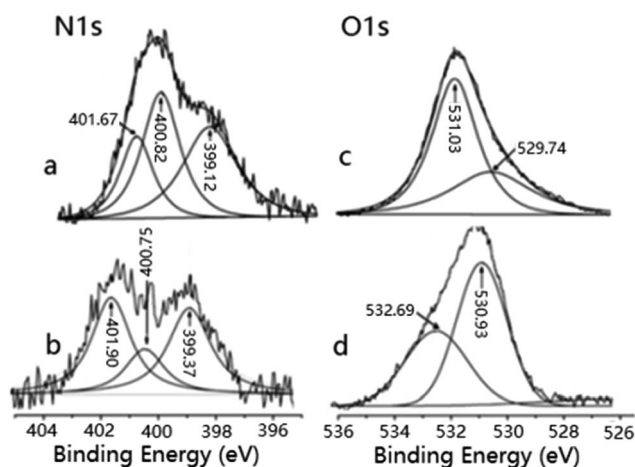 N1s
O1s
401.67
400.82
399.12
a
531.03
529.74
c
400.75
401.90
399.37
b
532.69
530.93
d
404 402 400 398 396
536 534 532 530 528 526
Binding Energy (eV)
Binding Energy (eV)